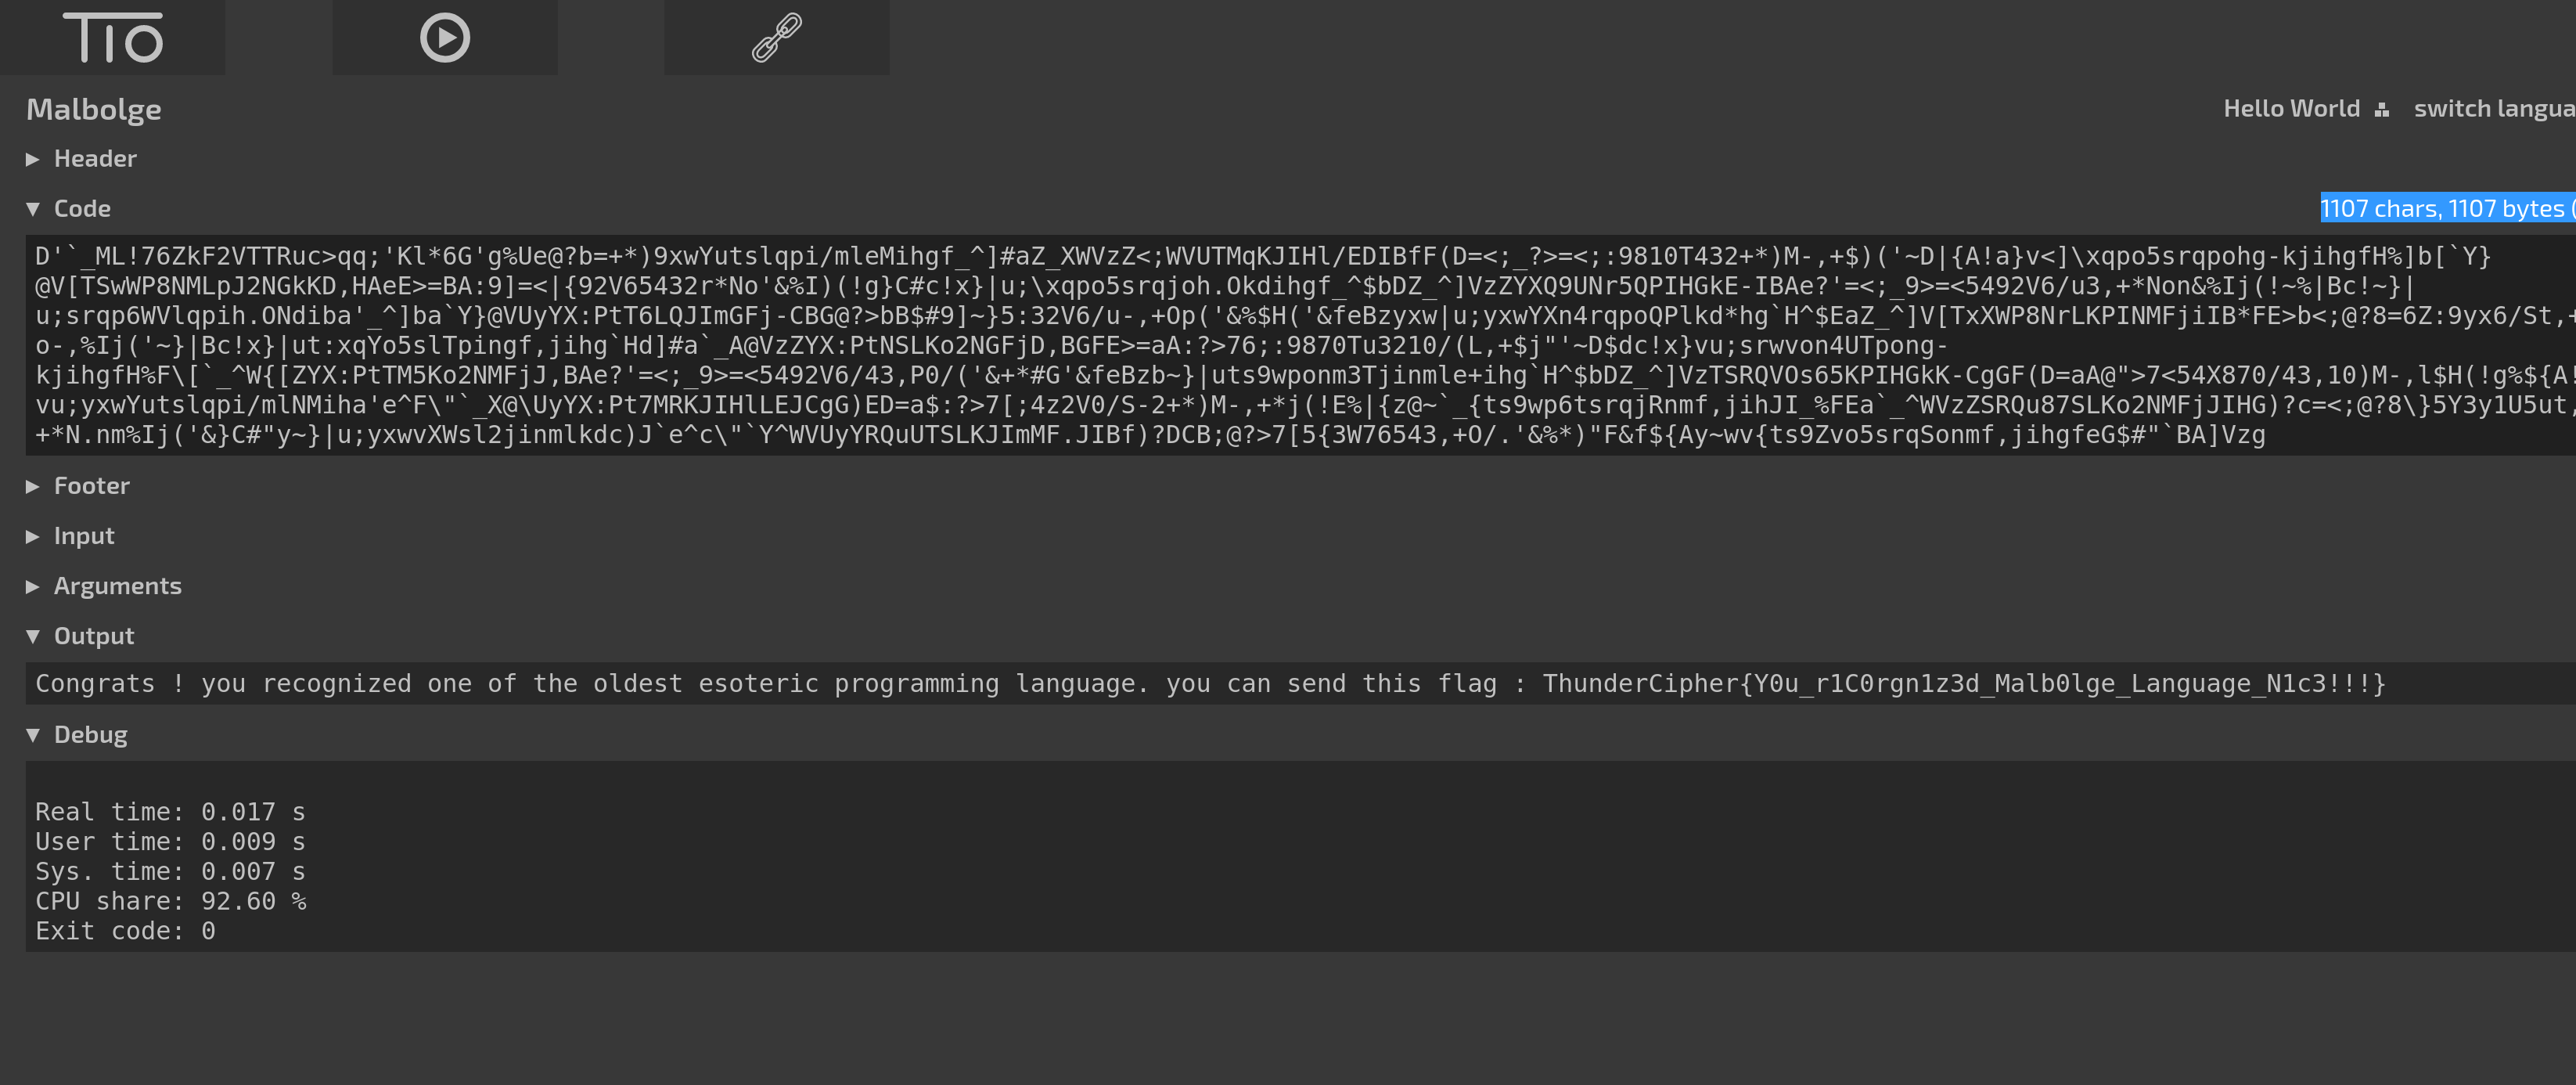 TIO
Malbolge
Hello World switch langua
▶ Header
▼ Code
1107 chars, 1107 bytes (
D'`_ML!76ZkF2VTTRuc>qq;'Kl*6G'g%Ue@?b=+*)9xwYutslqpi/mleMihgf_^]#aZ_XWVzZ<;WVUTMqKJIHl/EDIBfF(D=<;_?>=<;:9810T432+*)M-,+$)('~D|{A!a}v<]\xqpo5srqpohg-kjihgfH%]b[`Y}
@V[TSwWP8NMLpJ2NGkKD,HAeE>=BA:9]=<|{92V65432r*No'&%I)(!g}C#c!x}|u;\xqpo5srqjoh.Okdihgf_^$bDZ_^]VzZYXQ9UNr5QPIHGkE-IBAe?'=<;_9>=<5492V6/u3,+*Non&%Ij(!~%|Bc!~}|
u;srqp6WVlqpih.ONdiba'_^]ba`Y}@VUyYX:PtT6LQJImGFj-CBG@?>bB$#9]~}5:32V6/u-,+Op('&%$H('&feBzyxw|u;yxwYXn4rqpoQPlkd*hg`H^$EaZ_^]V[TxXWP8NrLKPINMFjiIB*FE>b<;@?8=6Z:9yx6/St,+
o-,%Ij('~}|Bc!x}|ut:xqYo5slTpingf,jihg`Hd]#a`_A@VzZYX:PtNSLKo2NGFjD,BGFE>=aA:?>76;:9870Tu3210/(L,+$j"'~D$dc!x}vu;srwvon4UTpong-
kjihgfH%F\[`_^W{[ZYX:PtTM5Ko2NMFjJ,BAe?'=<;_9>=<5492V6/43,P0/('&+*#G'&feBzb~}|uts9wponm3Tjinmle+ihg`H^$bDZ_^]VzTSRQVOs65KPIHGkK-CgGF(D=aA@">7<54X870/43,10)M-,l$H(!g%${A!
vu;yxwYutslqpi/mlNMiha'e^F\"`_X@\UyYX:Pt7MRKJIHlLEJCgG)ED=a$:?>7[;4z2V0/S-2+*)M-,+*j(!E%|{z@~`_{ts9wp6tsrqjRnmf,jihJI_%FEa`_^WVzZSRQu87SLKo2NMFjJIHG)?c=<;@?8\}5Y3y1U5ut,
+*N.nm%Ij('&}C#"y~}|u;yxwvXWsl2jinmlkdc)J`e^c\"`Y^WVUyYRQuUTSLKJImMF.JIBf)?DCB;@?>7[5{3W76543,+O/.'&%*)"F&f${Ay~wv{ts9Zvo5srqSonmf,jihgfeG$#"`BA]Vzg
▶ Footer
▶ Input
▶ Arguments
▼ Output
Congrats ! you recognized one of the oldest esoteric programming language. you can send this flag : ThunderCipher{Y0u_r1C0rgn1z3d_Malb0lge_Language_N1c3!!!}
▼ Debug
Real time: 0.017 s
User time: 0.009 s
Sys. time: 0.007 s
CPU share: 92.60 %
Exit code: 0